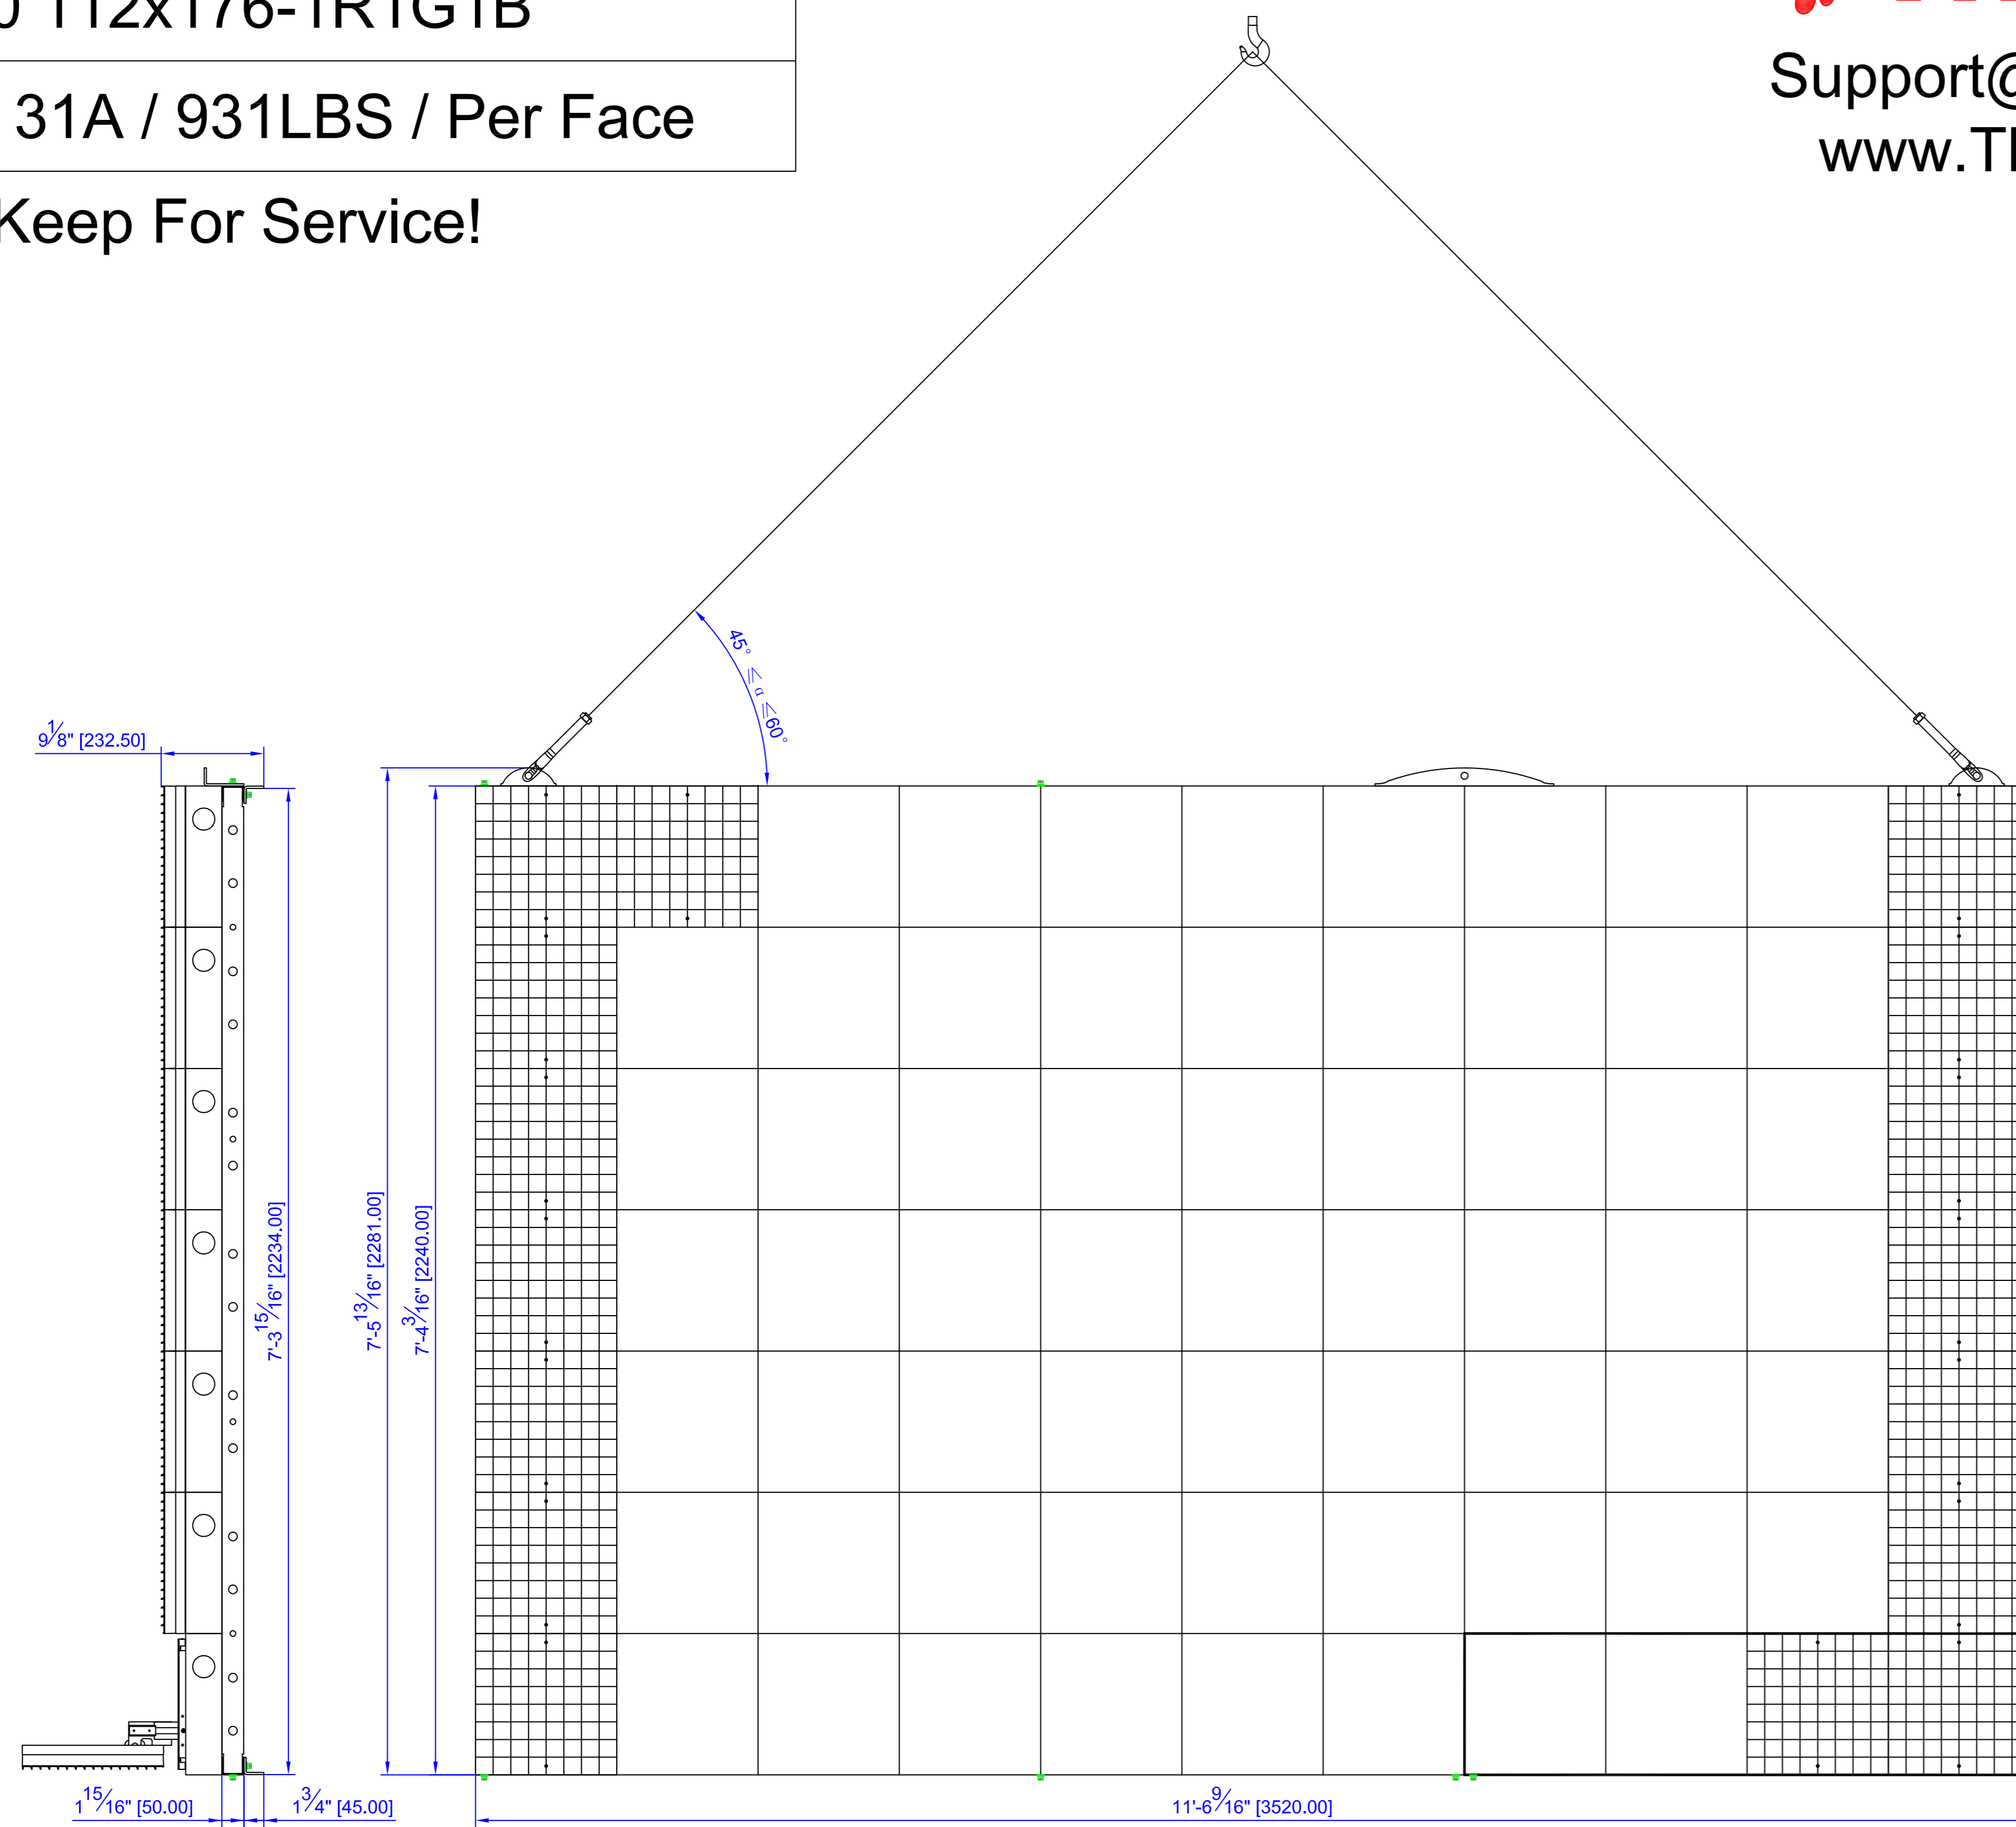 112x176-1R1G1B
31A / 931LBS / Per Face
Keep For Service!
Support@
www.
45° ≤ α ≤ 60°
9 1/8" [232.50]
7'-3 15/16" [2234.00]
7'-5 13/16" [2281.00]
7'-4 3/16" [2240.00]
1 15/16" [50.00]
1 3/4" [45.00]
11'-6 9/16" [3520.00]